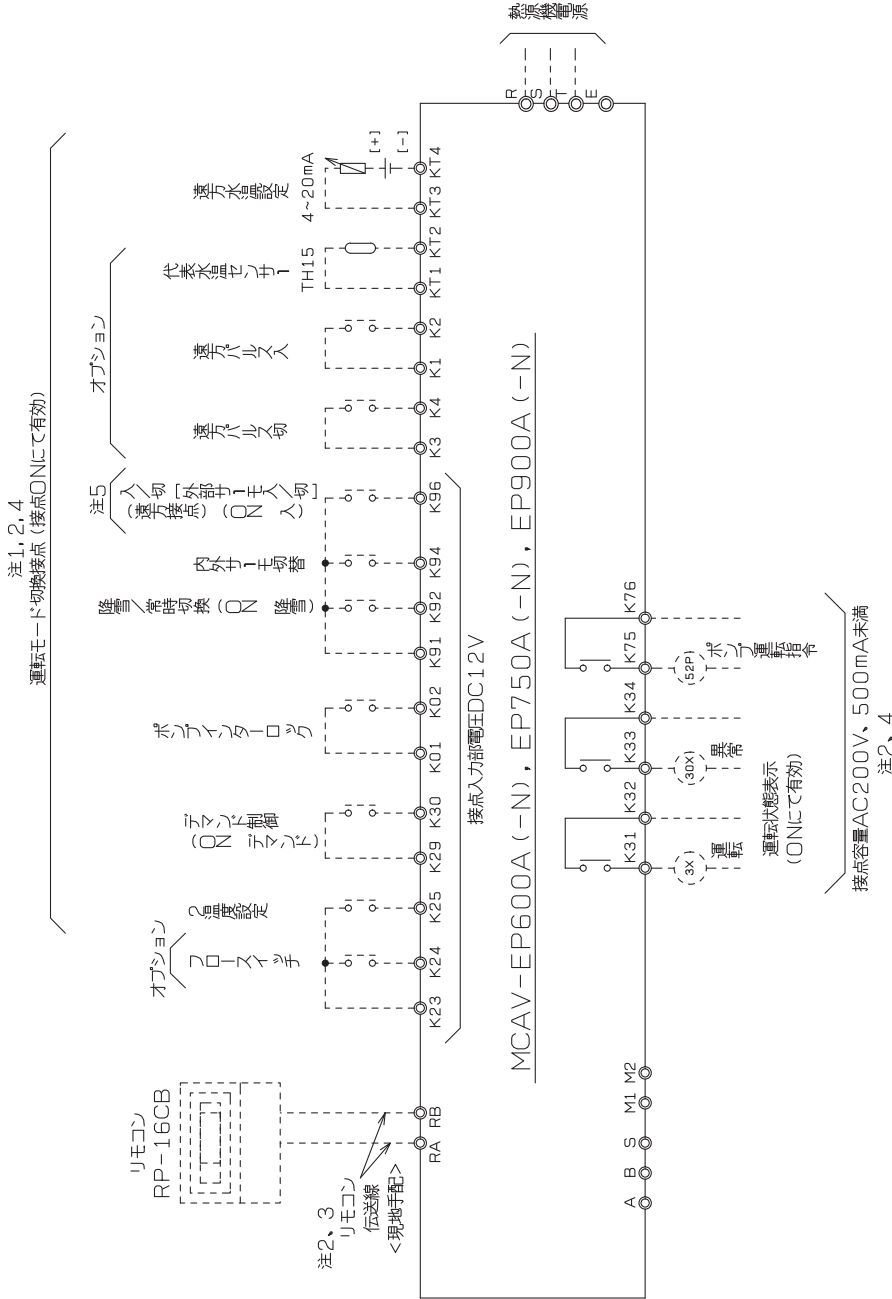 リモコン
RP-16CB
注2、3
リモコン
伝送線
<現地手配>
RA
RB
注1,2,4
運転モード切換接点(接点ONにて有効)
オプション
フロースイッチ
2温度設定
デマンド制御
(ON デマンド)
ポンプインターロック
降雪/常時切換(ON 降雪)
内外サーモ切替
注5
入/切[外部サーモ入/切]
(遠方接点)(ON 入)
オプション
遠方パルス切
遠方パルス入
代表水温センサー
TH15
遠方水温設定
4~20mA
[+]
[-]
K23
K24
K25
K29
K30
K01
K02
K91
K92
K94
K96
K3
K4
K1
K2
KT1
KT2
KT3
KT4
接点入力部電圧DC12V
MCAV-EP600A(-N),EP750A(-N),EP900A(-N)
R
S
T
E
熱源機電源
A
B
S
M1
M2
K31
K32
K33
K34
K75
K76
3X
30X
52P
運転
異常
ポンプ運転指令
運転状態表示
(ONにて有効)
接点容量AC200V、500mA未満
注2、4